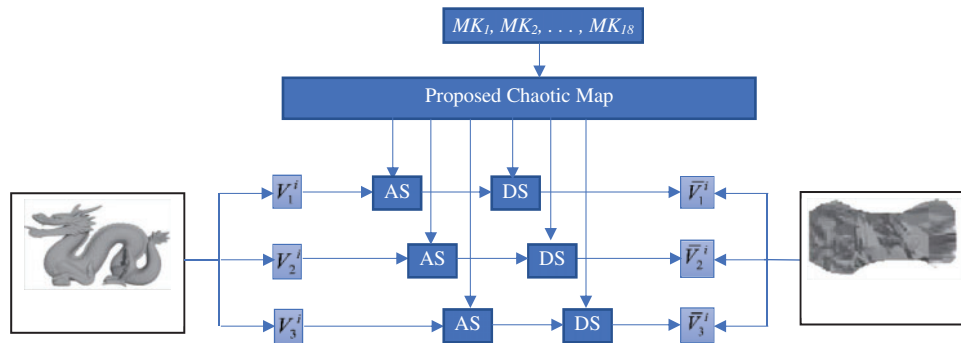 MK₁, MK₂, . . . , MK₁₈
Proposed Chaotic Map
V₁ⁱ AS DS V̅₁ⁱ
V₂ⁱ AS DS V̅₂ⁱ
V₃ⁱ AS DS V̅₃ⁱ